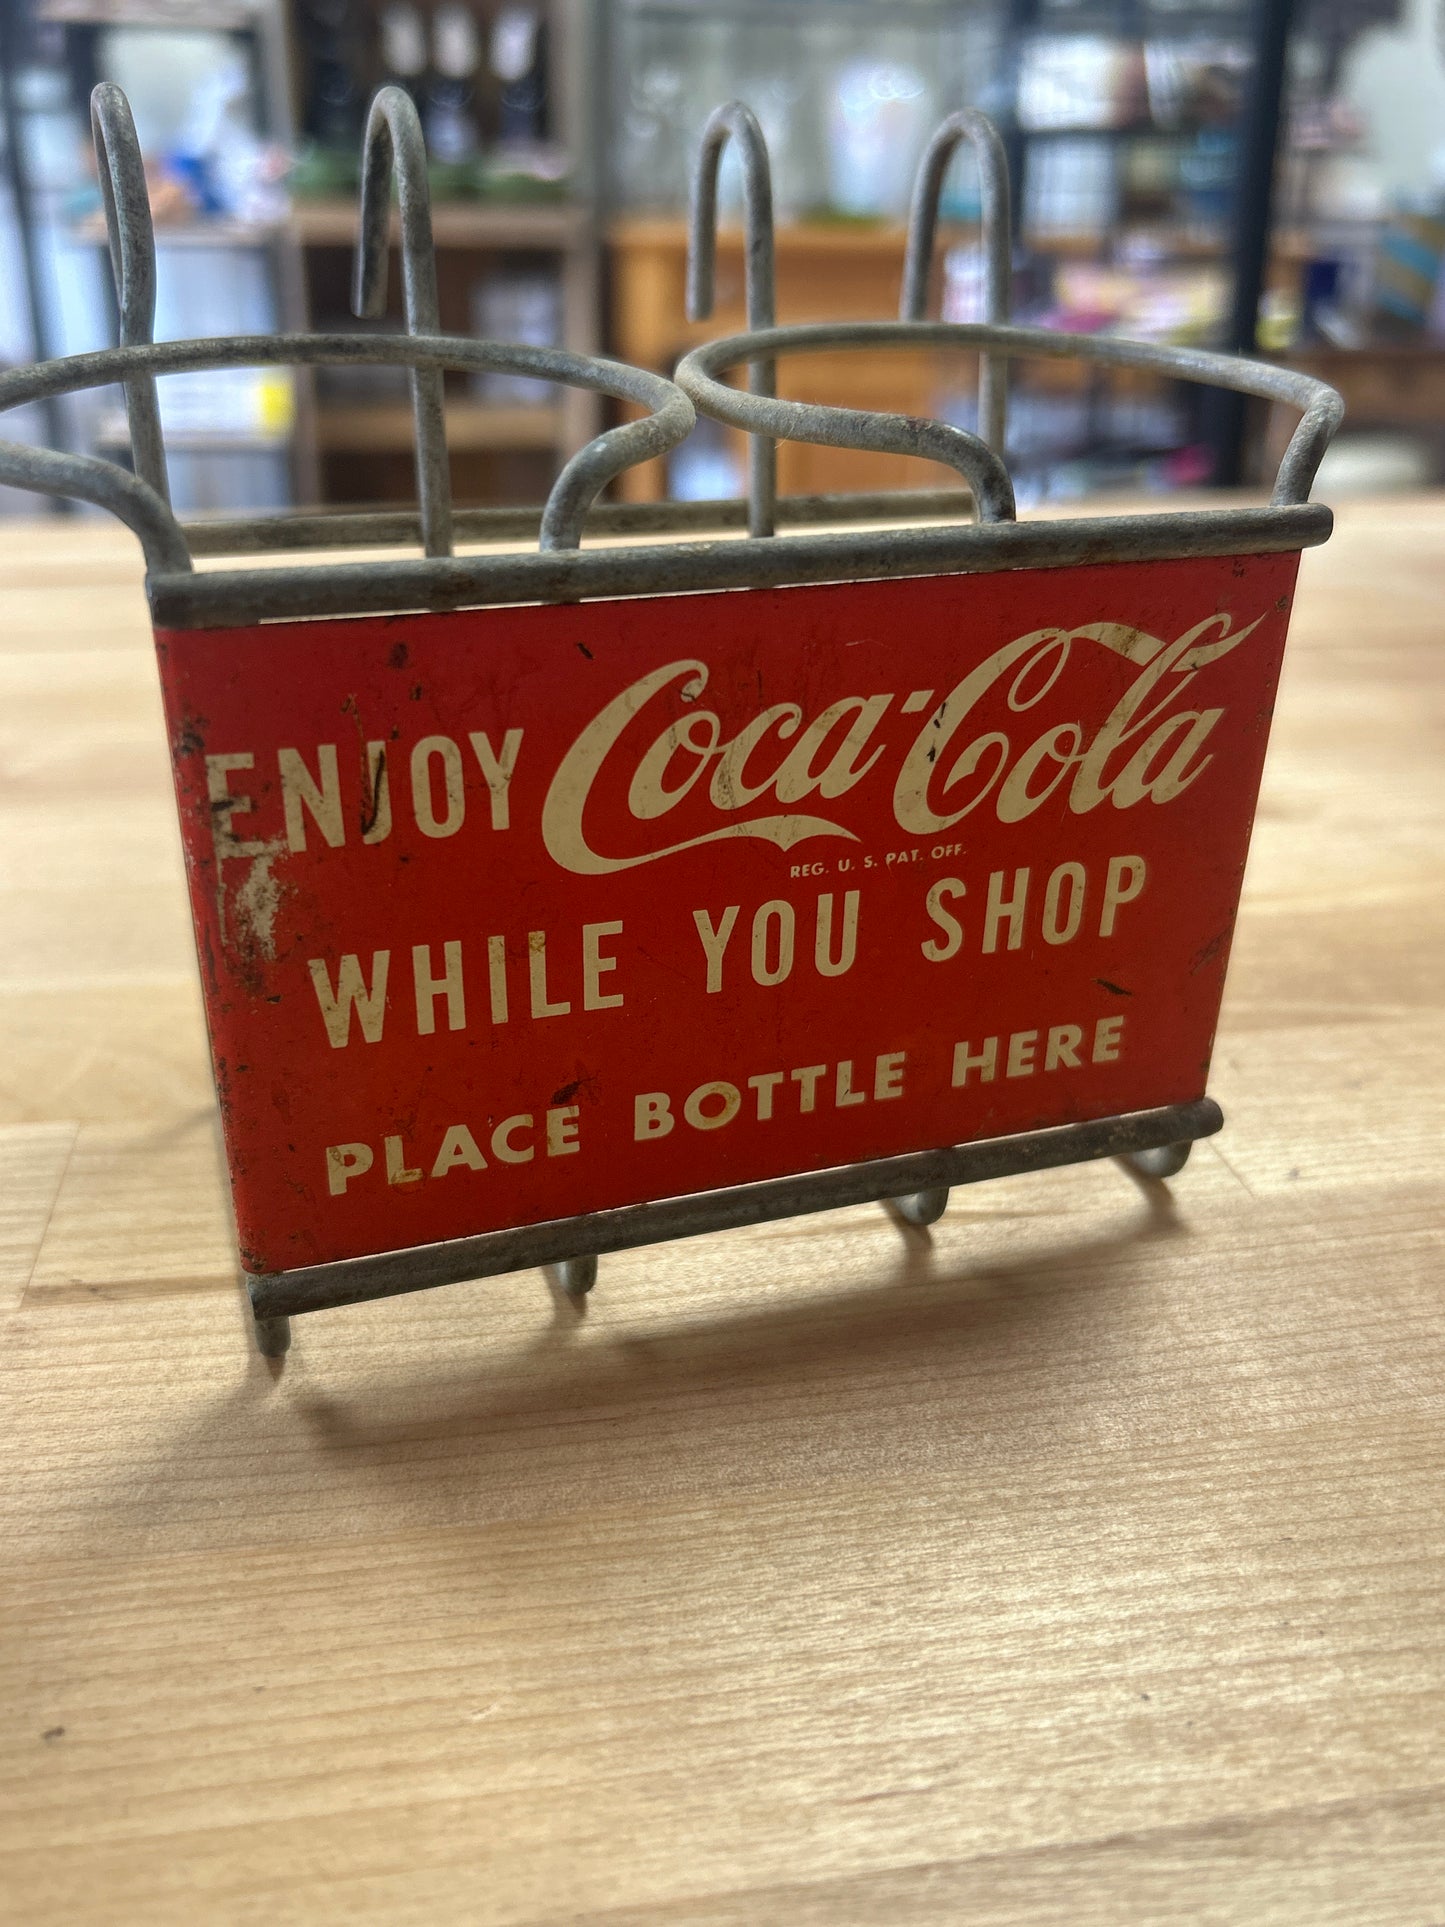 ENJOY Coca-Cola
REG. U. S. PAT. OFF.
WHILE YOU SHOP
PLACE BOTTLE HERE